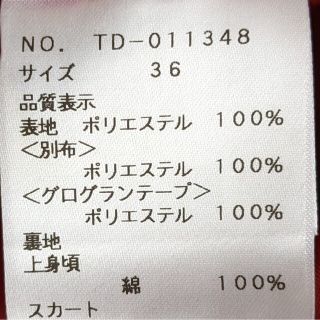 NO. TD-011348
サイズ 36
品質表示
表地 ポリエステル 100%
<別布>
ポリエステル 100%
<グログランテープ>
ポリエステル 100%
裏地
上身頃
綿 100%
スカート